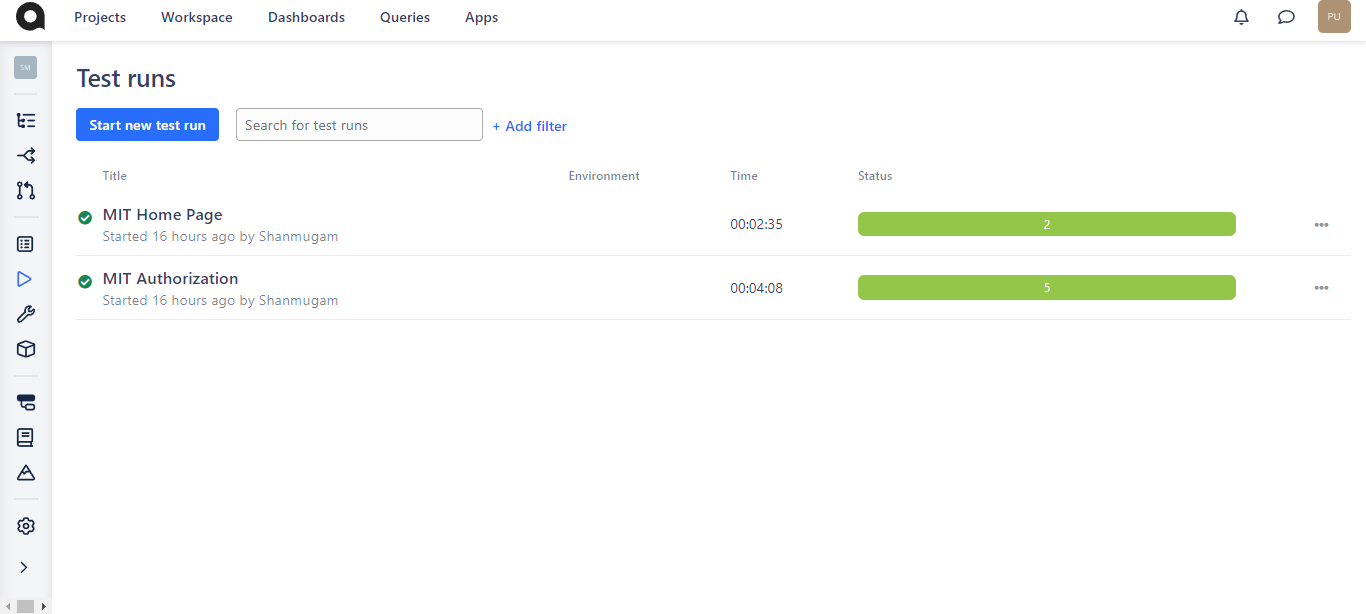 Projects Workspace Dashboards Queries Apps PU
SM
Test runs
Start new test run Search for test runs + Add filter
Title Environment Time Status
MIT Home Page 00:02:35 2
Started 16 hours ago by Shanmugam
MIT Authorization 00:04:08 5
Started 16 hours ago by Shanmugam